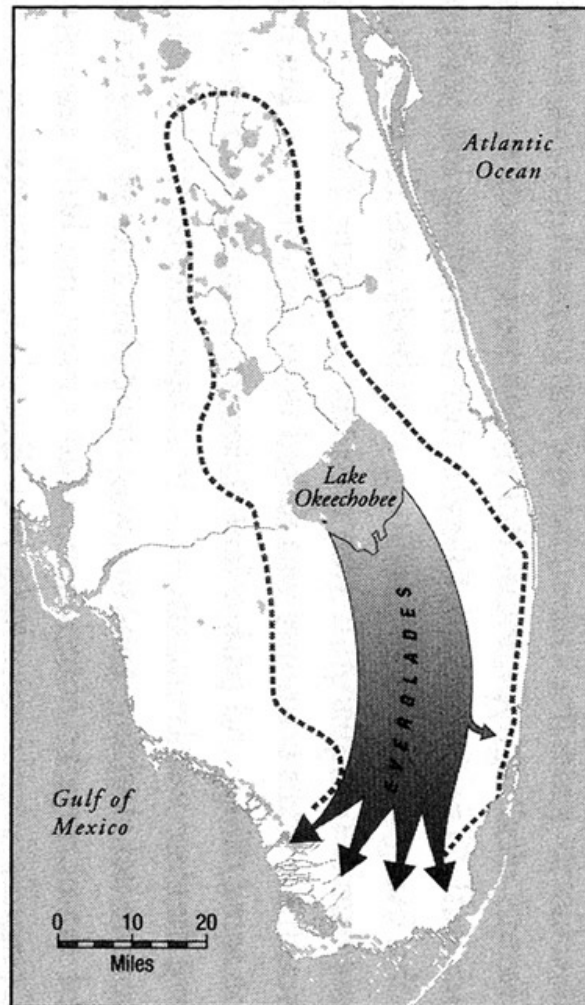 Atlantic
Ocean
Lake
Okeechobee
EVERGLADES
Gulf of
Mexico
0 10 20
Miles